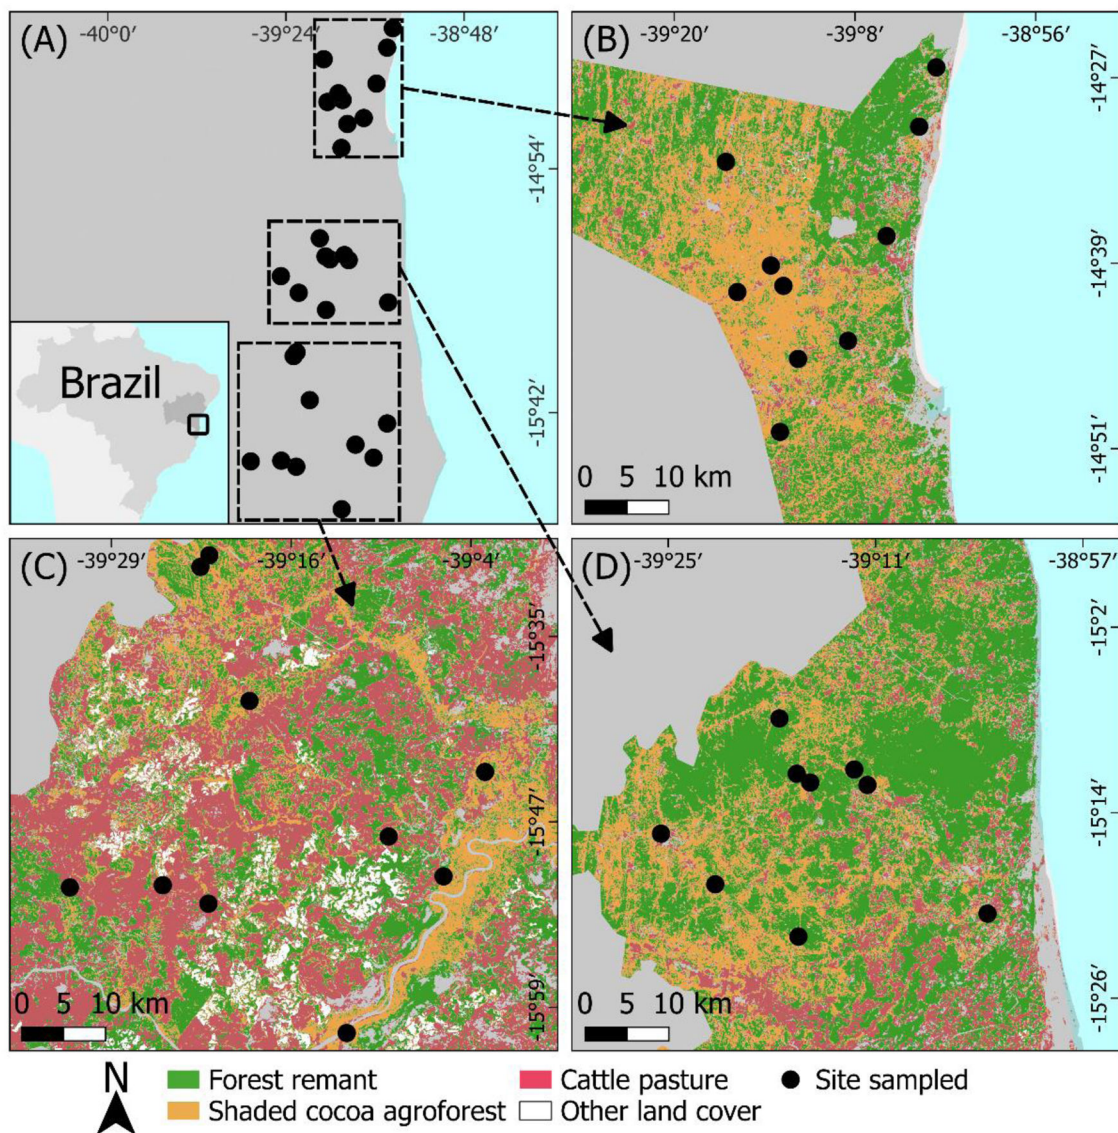 (A)
-40°0′
-39°24′
-38°48′
-14°54′
-15°42′
Brazil
(B)
-39°20′
-39°8′
-38°56′
-14°27′
-14°39′
-14°51′
0 5 10 km
(C)
-39°29′
-39°16′
-39°4′
-15°35′
-15°47′
-15°59′
0 5 10 km
(D)
-39°25′
-39°11′
-38°57′
-15°2′
-15°14′
-15°26′
0 5 10 km
N
Forest remant
Cattle pasture
Site sampled
Shaded cocoa agroforest
Other land cover